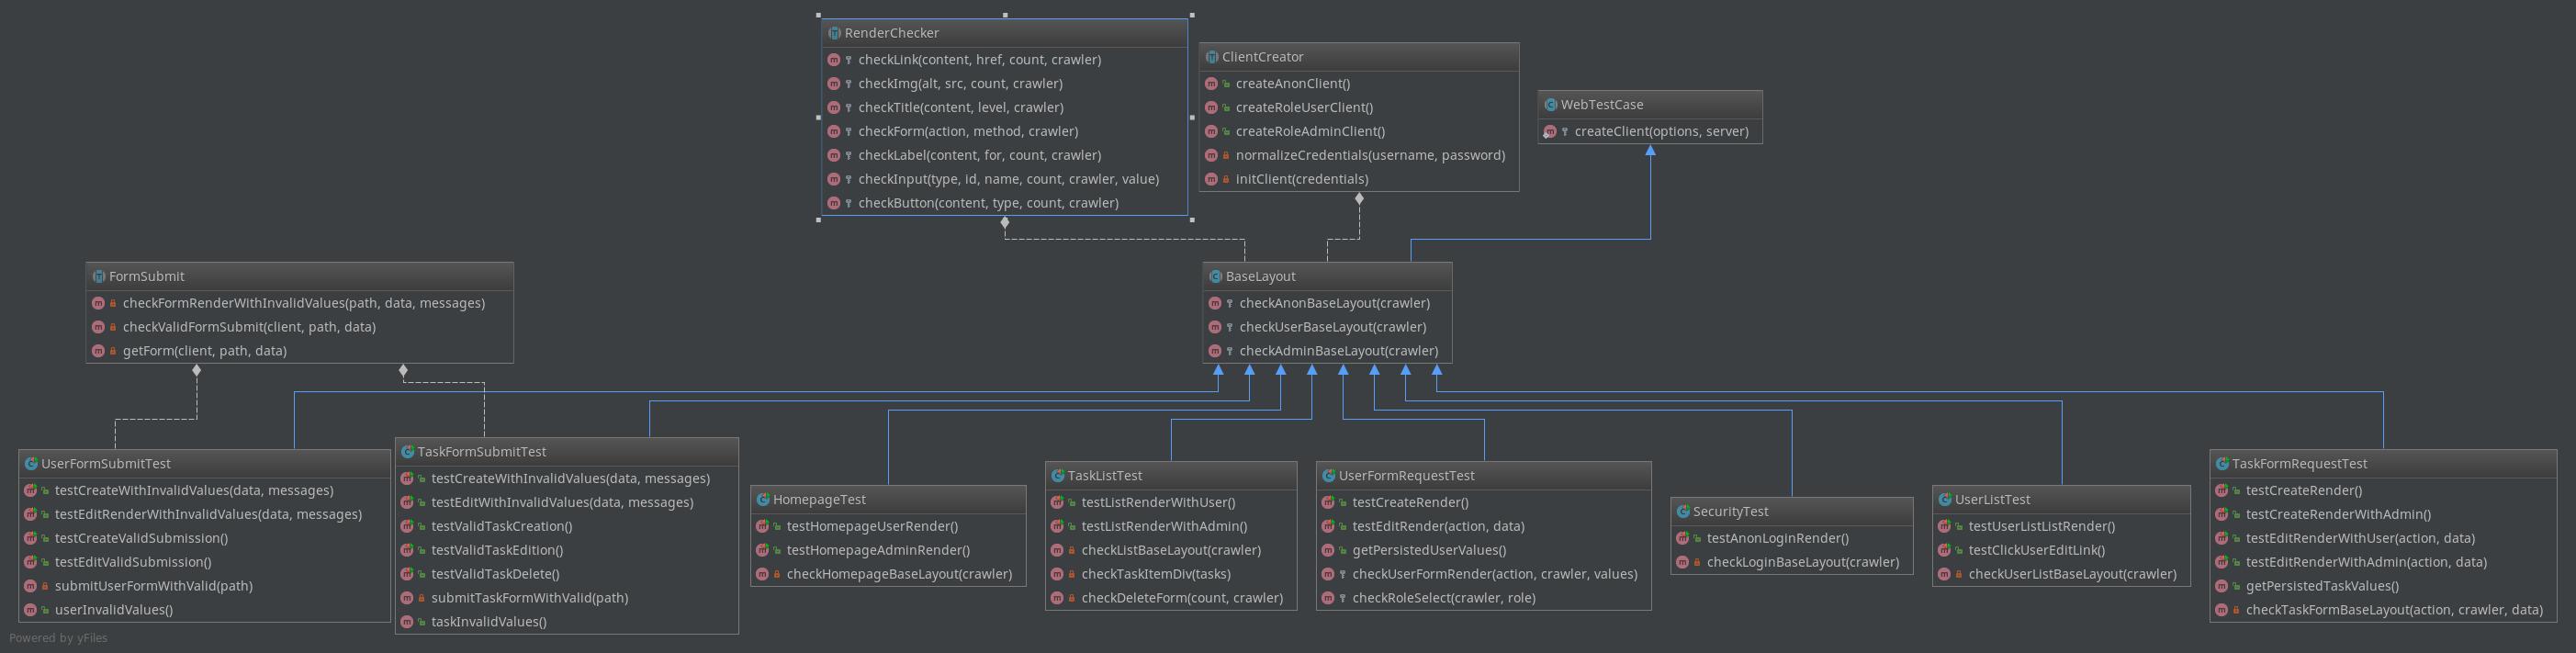 RenderChecker
checkLink(content, href, count, crawler)
checkImg(alt, src, count, crawler)
checkTitle(content, level, crawler)
checkForm(action, method, crawler)
checkLabel(content, for, count, crawler)
checkInput(type, id, name, count, crawler, value)
checkButton(content, type, count, crawler)
ClientCreator
createAnonClient()
createRoleUserClient()
createRoleAdminClient()
normalizeCredentials(username, password)
initClient(credentials)
WebTestCase
createClient(options, server)
FormSubmit
checkFormRenderWithInvalidValues(path, data, messages)
checkValidFormSubmit(client, path, data)
getForm(client, path, data)
BaseLayout
checkAnonBaseLayout(crawler)
checkUserBaseLayout(crawler)
checkAdminBaseLayout(crawler)
UserFormSubmitTest
testCreateWithInvalidValues(data, messages)
testEditRenderWithInvalidValues(data, messages)
testCreateValidSubmission()
testEditValidSubmission()
submitUserFormWithValid(path)
userInvalidValues()
TaskFormSubmitTest
testCreateWithInvalidValues(data, messages)
testEditWithInvalidValues(data, messages)
testValidTaskCreation()
testValidTaskEdition()
testValidTaskDelete()
submitTaskFormWithValid(path)
taskInvalidValues()
HomepageTest
testHomepageUserRender()
testHomepageAdminRender()
checkHomepageBaseLayout(crawler)
TaskListTest
testListRenderWithUser()
testListRenderWithAdmin()
checkListBaseLayout(crawler)
checkTaskItemDiv(tasks)
checkDeleteForm(count, crawler)
UserFormRequestTest
testCreateRender()
testEditRender(action, data)
getPersistedUserValues()
checkUserFormRender(action, crawler, values)
checkRoleSelect(crawler, role)
SecurityTest
testAnonLoginRender()
checkLoginBaseLayout(crawler)
UserListTest
testUserListListRender()
testClickUserEditLink()
checkUserListBaseLayout(crawler)
TaskFormRequestTest
testCreateRender()
testCreateRenderWithAdmin()
testEditRenderWithUser(action, data)
testEditRenderWithAdmin(action, data)
getPersistedTaskValues()
checkTaskFormBaseLayout(action, crawler, data)
Powered by yFiles